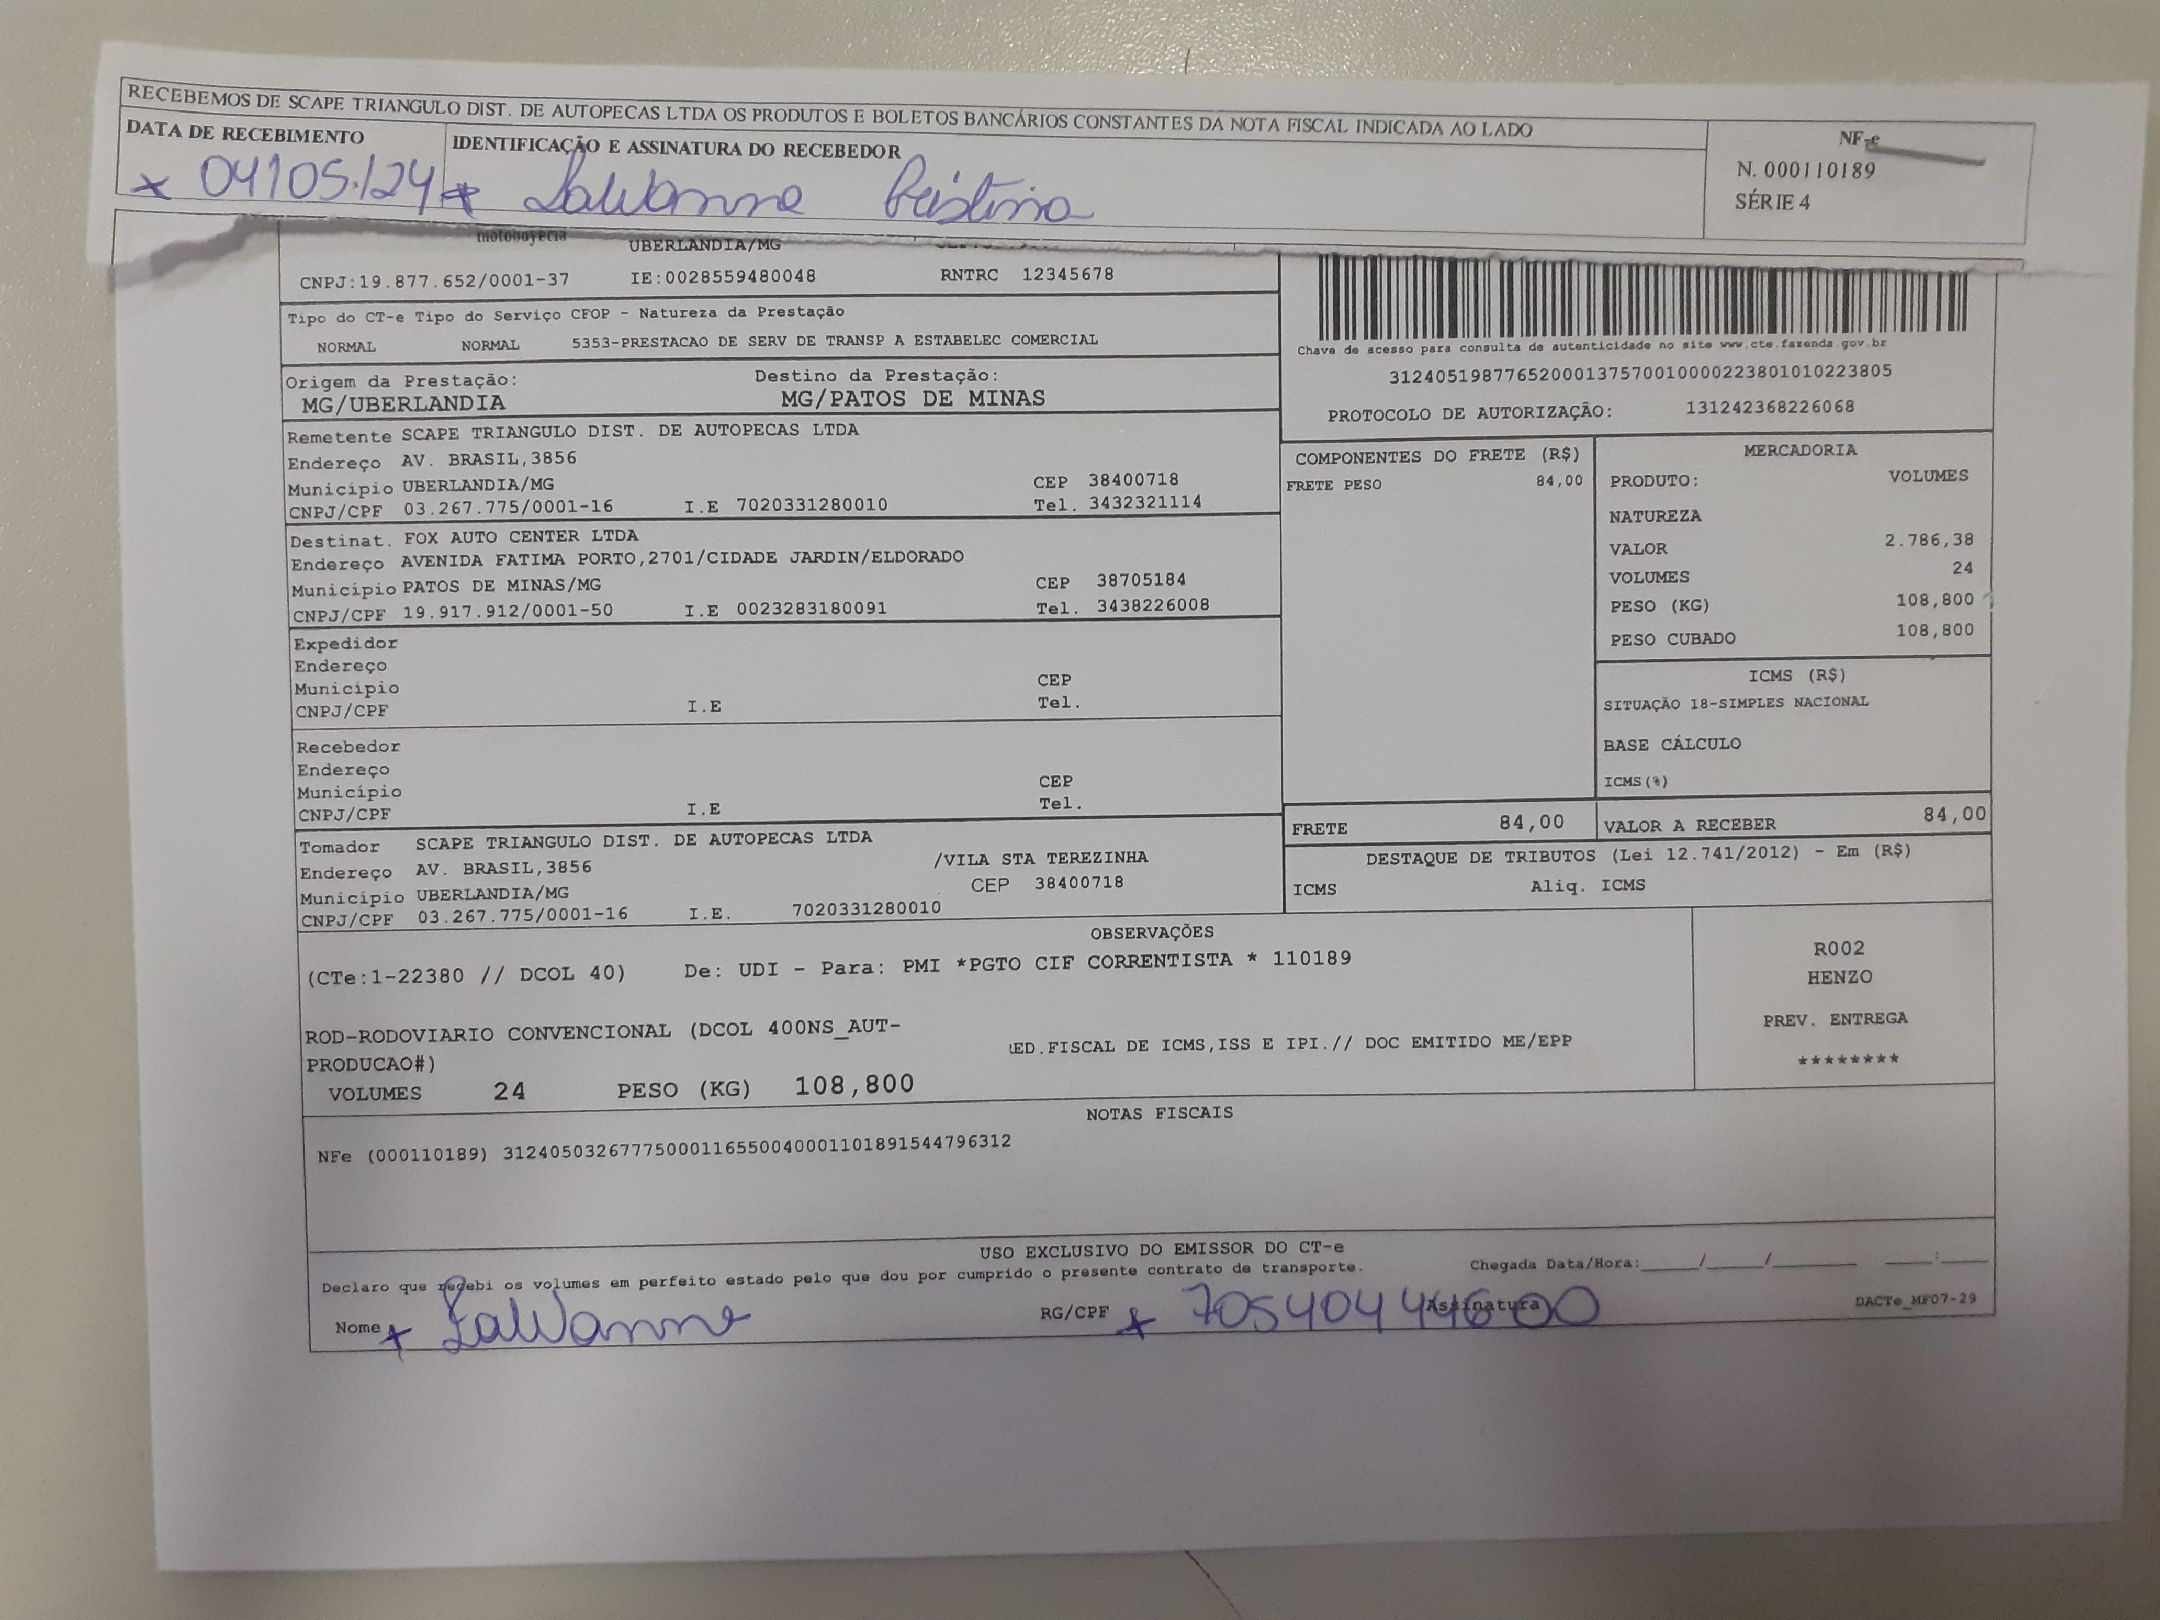 RECEBEMOS DE SCAPE TRIANGULO DIST. DE AUTOPECAS LTDA OS PRODUTOS E BOLETOS BANCÁRIOS CONSTANTES DA NOTA FISCAL INDICADA AO LADO
DATA DE RECEBIMENTO IDENTIFICAÇÃO E ASSINATURA DO RECEBEDOR
04/05/24
NF-e
N. 000110189
SÉRIE 4
UBERLANDIA/MG
CNPJ:19.877.652/0001-37 IE:0028559480048 RNTRC 12345678
Tipo do CT-e Tipo do Serviço CFOP - Natureza da Prestação
NORMAL NORMAL 5353-PRESTACAO DE SERV DE TRANSP A ESTABELEC COMERCIAL
Chave de acesso para consulta de autenticidade no site www.cte.fazenda.gov.br
31240519877652000137570010000223801010223805
PROTOCOLO DE AUTORIZAÇÃO: 131242368226068
Origem da Prestação: Destino da Prestação:
MG/UBERLANDIA MG/PATOS DE MINAS
Remetente SCAPE TRIANGULO DIST. DE AUTOPECAS LTDA
Endereço AV. BRASIL,3856
Município UBERLANDIA/MG CEP 38400718
CNPJ/CPF 03.267.775/0001-16 I.E 7020331280010 Tel. 3432321114
Destinat. FOX AUTO CENTER LTDA
Endereço AVENIDA FATIMA PORTO,2701/CIDADE JARDIN/ELDORADO
Município PATOS DE MINAS/MG CEP 38705184
CNPJ/CPF 19.917.912/0001-50 I.E 0023283180091 Tel. 3438226008
Expedidor
Endereço
Município CEP
CNPJ/CPF I.E Tel.
Recebedor
Endereço
Município CEP
CNPJ/CPF I.E Tel.
Tomador SCAPE TRIANGULO DIST. DE AUTOPECAS LTDA
Endereço AV. BRASIL,3856 /VILA STA TEREZINHA
Município UBERLANDIA/MG CEP 38400718
CNPJ/CPF 03.267.775/0001-16 I.E. 7020331280010
COMPONENTES DO FRETE (R$)
FRETE PESO 84,00
MERCADORIA
PRODUTO: VOLUMES
NATUREZA
VALOR 2.786,38
VOLUMES 24
PESO (KG) 108,800
PESO CUBADO 108,800
ICMS (R$)
SITUAÇÃO 18-SIMPLES NACIONAL
BASE CÁLCULO
ICMS(%)
FRETE 84,00 VALOR A RECEBER 84,00
DESTAQUE DE TRIBUTOS (Lei 12.741/2012) - Em (R$)
ICMS Aliq. ICMS
OBSERVAÇÕES
(CTe:1-22380 // DCOL 40) De: UDI - Para: PMI *PGTO CIF CORRENTISTA * 110189
ROD-RODOVIARIO CONVENCIONAL (DCOL 400NS_AUT-
PRODUCAO#) ED.FISCAL DE ICMS,ISS E IPI.// DOC EMITIDO ME/EPP
VOLUMES 24 PESO (KG) 108,800
R002
HENZO
PREV. ENTREGA
********
NOTAS FISCAIS
NFe (000110189) 31240503267775000116550040001101891544796312
USO EXCLUSIVO DO EMISSOR DO CT-e
Declaro que recebi os volumes em perfeito estado pelo que dou por cumprido o presente contrato de transporte. Chegada Data/Hora:_____/_____/_______ ____:____
Nome RG/CPF 70540444600 Assinatura DACTe_MF07-29